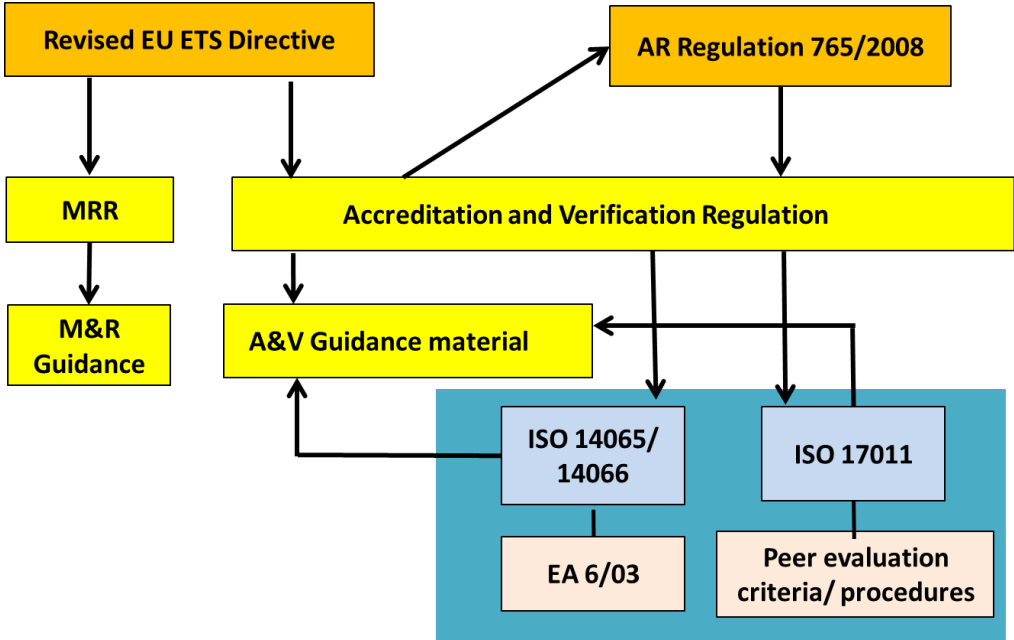 Revised EU ETS Directive
AR Regulation 765/2008
MRR
Accreditation and Verification Regulation
M&R
Guidance
A&V Guidance material
ISO 14065/
14066
ISO 17011
EA 6/03
Peer evaluation
criteria/ procedures